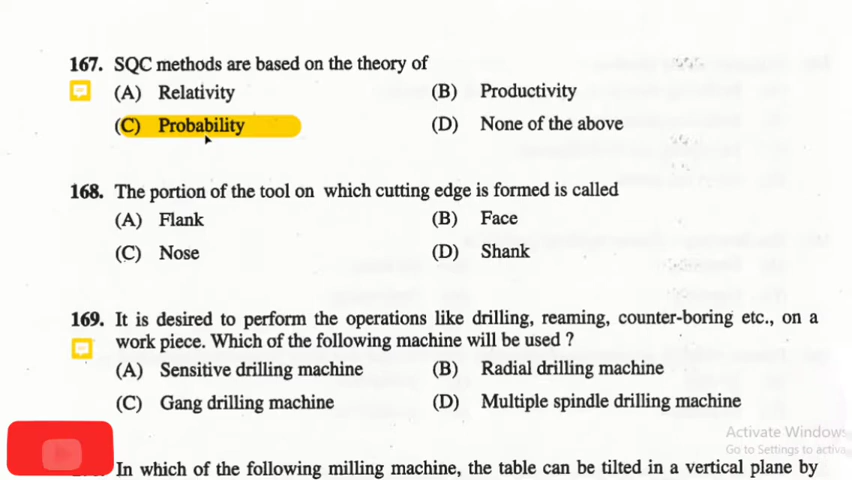 167. SQC methods are based on the theory of
(A) Relativity (B) Productivity
(C) Probability (D) None of the above
168. The portion of the tool on which cutting edge is formed is called
(A) Flank (B) Face
(C) Nose (D) Shank
169. It is desired to perform the operations like drilling, reaming, counter-boring etc., on a
work piece. Which of the following machine will be used ?
(A) Sensitive drilling machine (B) Radial drilling machine
(C) Gang drilling machine (D) Multiple spindle drilling machine
Activate Windows
Go to Settings to activa
In which of the following milling machine, the table can be tilted in a vertical plane by